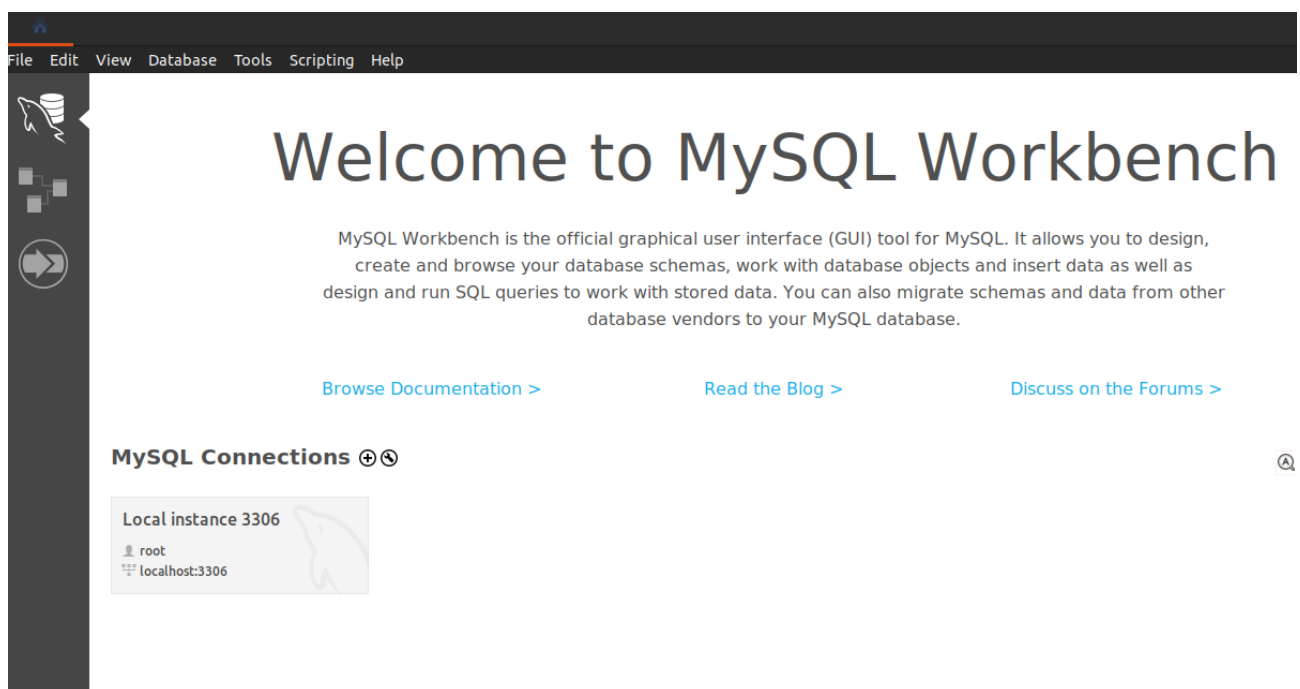 File Edit View Database Tools Scripting Help
Welcome to MySQL Workbench
MySQL Workbench is the official graphical user interface (GUI) tool for MySQL. It allows you to design,
create and browse your database schemas, work with database objects and insert data as well as
design and run SQL queries to work with stored data. You can also migrate schemas and data from other
database vendors to your MySQL database.
Browse Documentation > Read the Blog > Discuss on the Forums >
MySQL Connections
Local instance 3306
root
localhost:3306